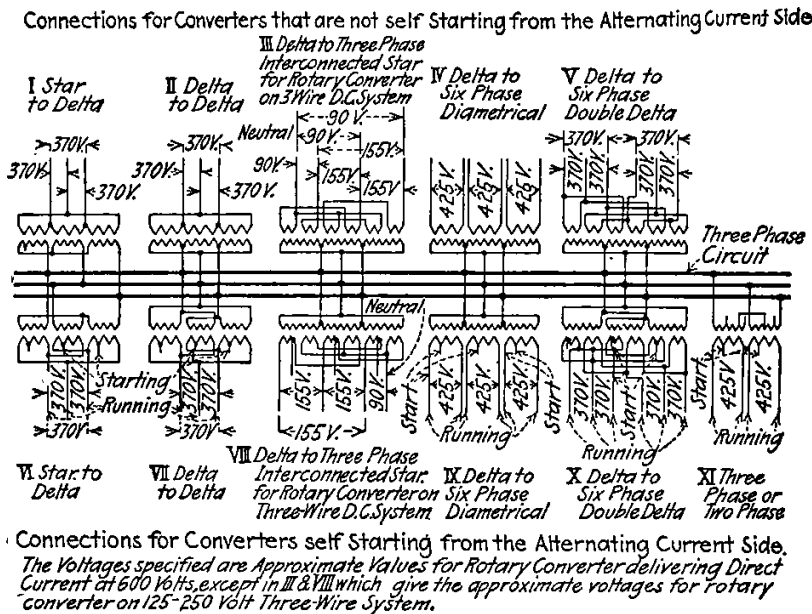 Connections for Converters that are not self Starting from the Alternating Current Side
III Delta to Three Phase
Interconnected Star
for Rotary Converter
on 3 Wire D.C. System
I Star
to Delta
II Delta
to Delta
IV Delta to
Six Phase
Diametrical
V Delta to
Six Phase
Double Delta
370V.
370V.
370V.
370V.
370V.
370V.
Neutral
90V.
90V.
155V.
90V.
155V.
155V
425V.
425V.
425V.
370V.
370V.
370V.
370V.
370V.
370V.
Three Phase
Circuit
Neutral
Starting
Running
370V.
370V.
370V
370V.
370V.
370V
155V.
155V.
90V.
155V.
Start
425V.
425V.
425V.
Start
Running
370V.
370V.
Start
370V.
370V.
Running
Start
425V.
425V.
Running
VI Star to
Delta
VII Delta
to Delta
VIII Delta to Three Phase
Interconnected Star
for Rotary Converter on
Three-Wire D.C. System
IX Delta to
Six Phase
Diametrical
X Delta to
Six Phase
Double Delta
XI Three
Phase or
Two Phase
Connections for Converters self Starting from the Alternating Current Side.
The Voltages specified are Approximate Values for Rotary Converter delivering Direct
Current at 600 Volts, except in III & VIII which give the approximate voltages for rotary
converter on 125-250 Volt Three-Wire System.